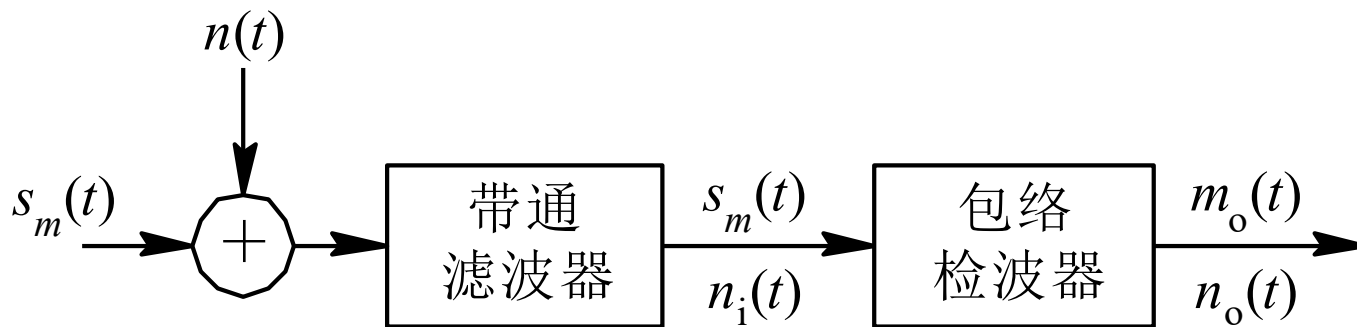 n(t)
s_m(t)
+
带通
滤波器
s_m(t)
n_i(t)
包络
检波器
m_o(t)
n_o(t)